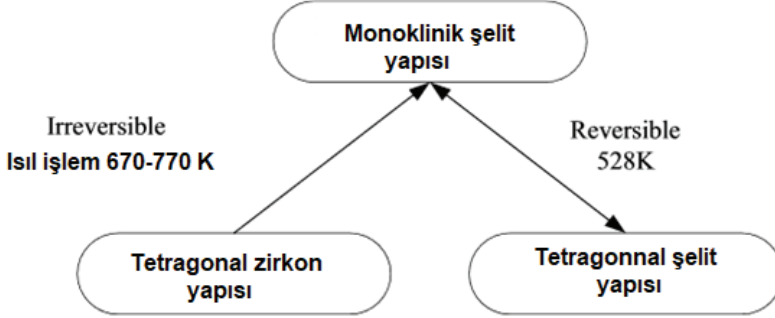 Monoklinik şelit
yapısı
Irreversible
Isıl işlem 670-770 K
Reversible
528K
Tetragonal zirkon
yapısı
Tetragonnal şelit
yapısı